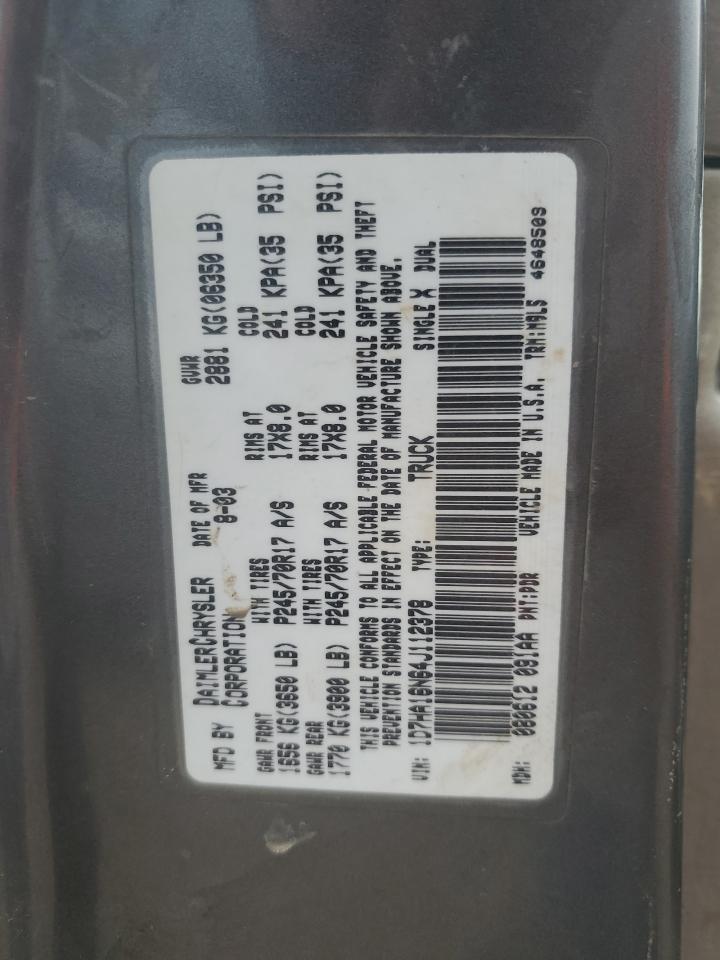 MFD BY DAIMLERCHRYSLER CORPORATION DATE OF MFR 9-03 GVWR 2881 KG(06350 LB)
GAWR FRONT WITH TIRES RIMS AT COLD
1656 KG(3650 LB) P245/70R17 A/S 17X8.0 241 KPA(35 PSI)
GAWR REAR WITH TIRES RIMS AT COLD
1770 KG(3900 LB) P245/70R17 A/S 17X8.0 241 KPA(35 PSI)
THIS VEHICLE CONFORMS TO ALL APPLICABLE FEDERAL MOTOR VEHICLE SAFETY AND THEFT
PREVENTION STANDARDS IN EFFECT ON THE DATE OF MANUFACTURE SHOWN ABOVE.
VIN: 1D7HA16N64J112378 TYPE: TRUCK SINGLE X DUAL
MDH: 080612 081AA PNT:PDR VEHICLE MADE IN U.S.A. TRM:M9L5 4648509